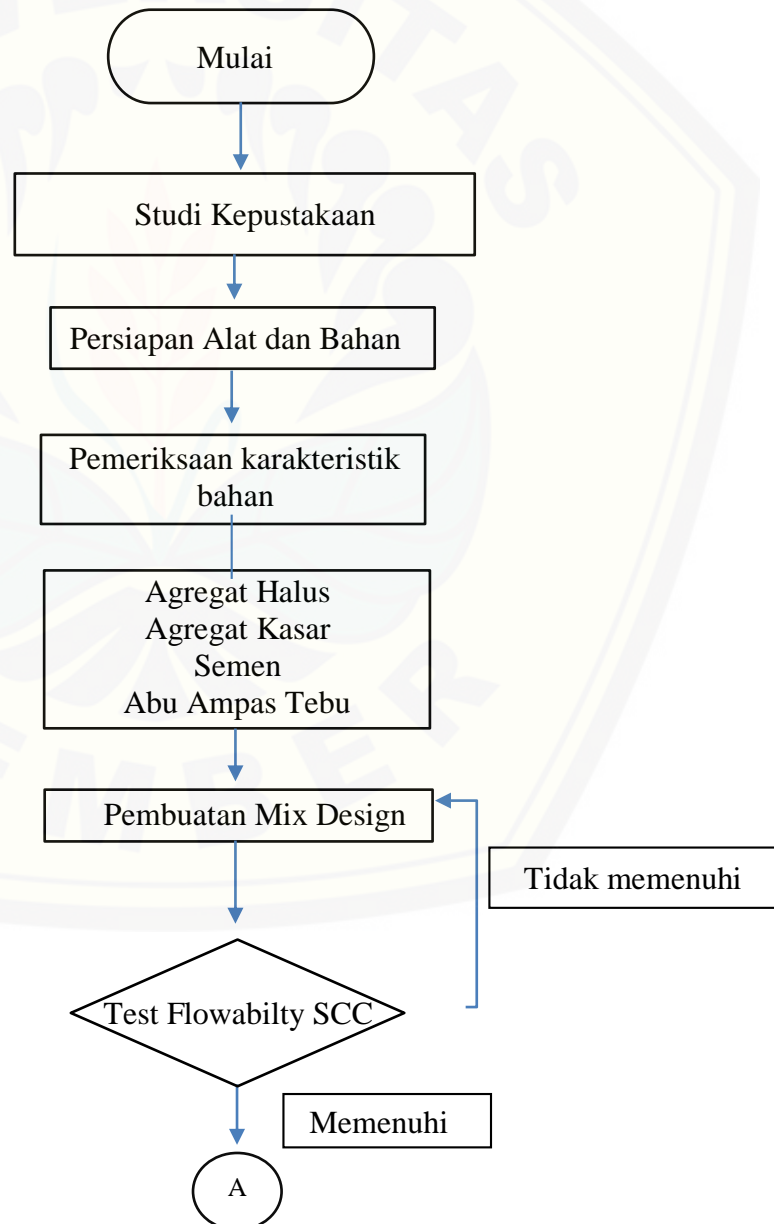 Mulai
Studi Kepustakaan
Persiapan Alat dan Bahan
Pemeriksaan karakteristik
bahan
Agregat Halus
Agregat Kasar
Semen
Abu Ampas Tebu
Pembuatan Mix Design
Tidak memenuhi
Test Flowabilty SCC
Memenuhi
A